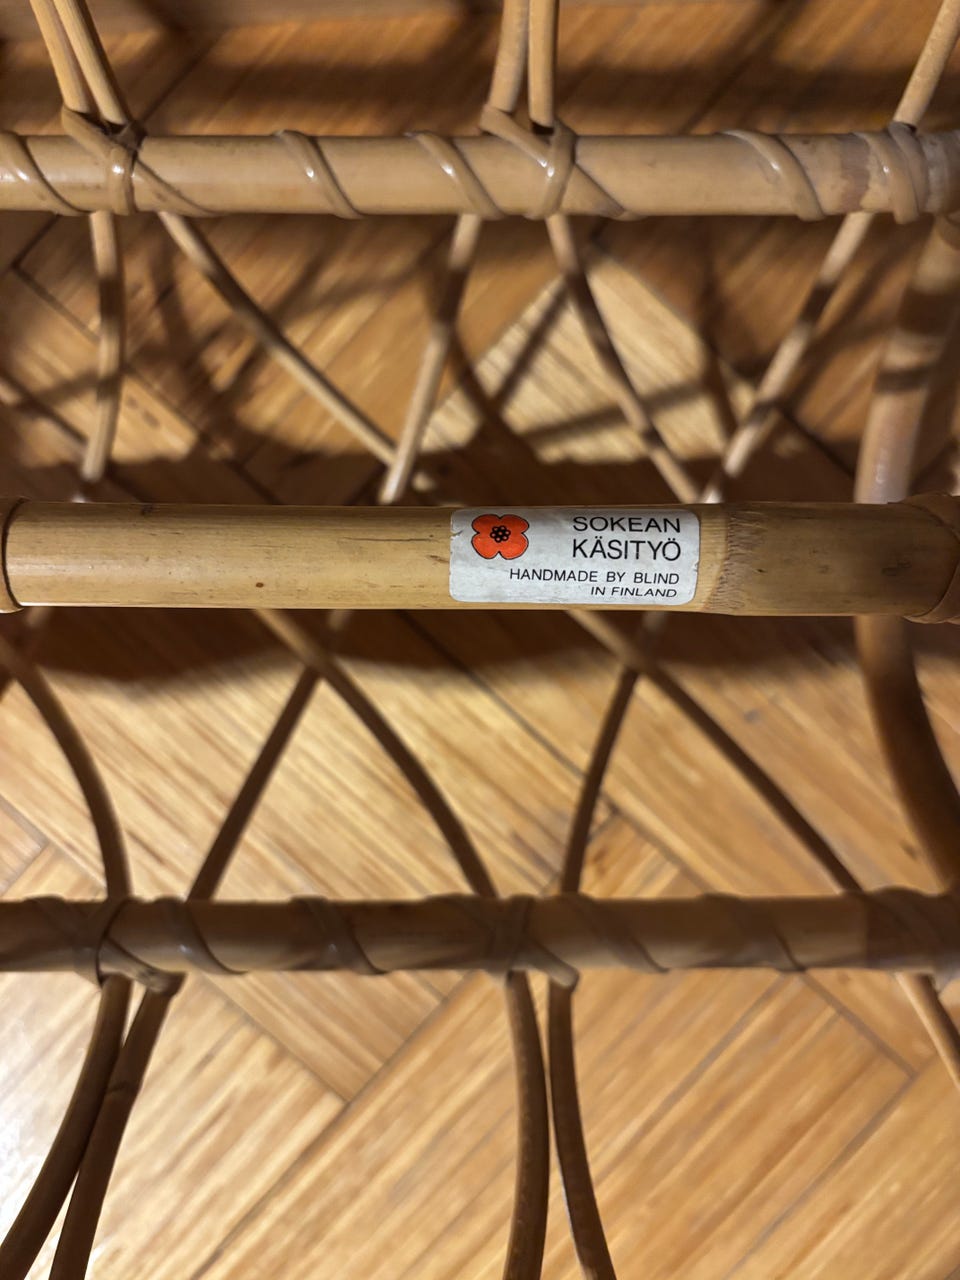 SOKEAN
KÄSITYÖ
HANDMADE BY BLIND
IN FINLAND